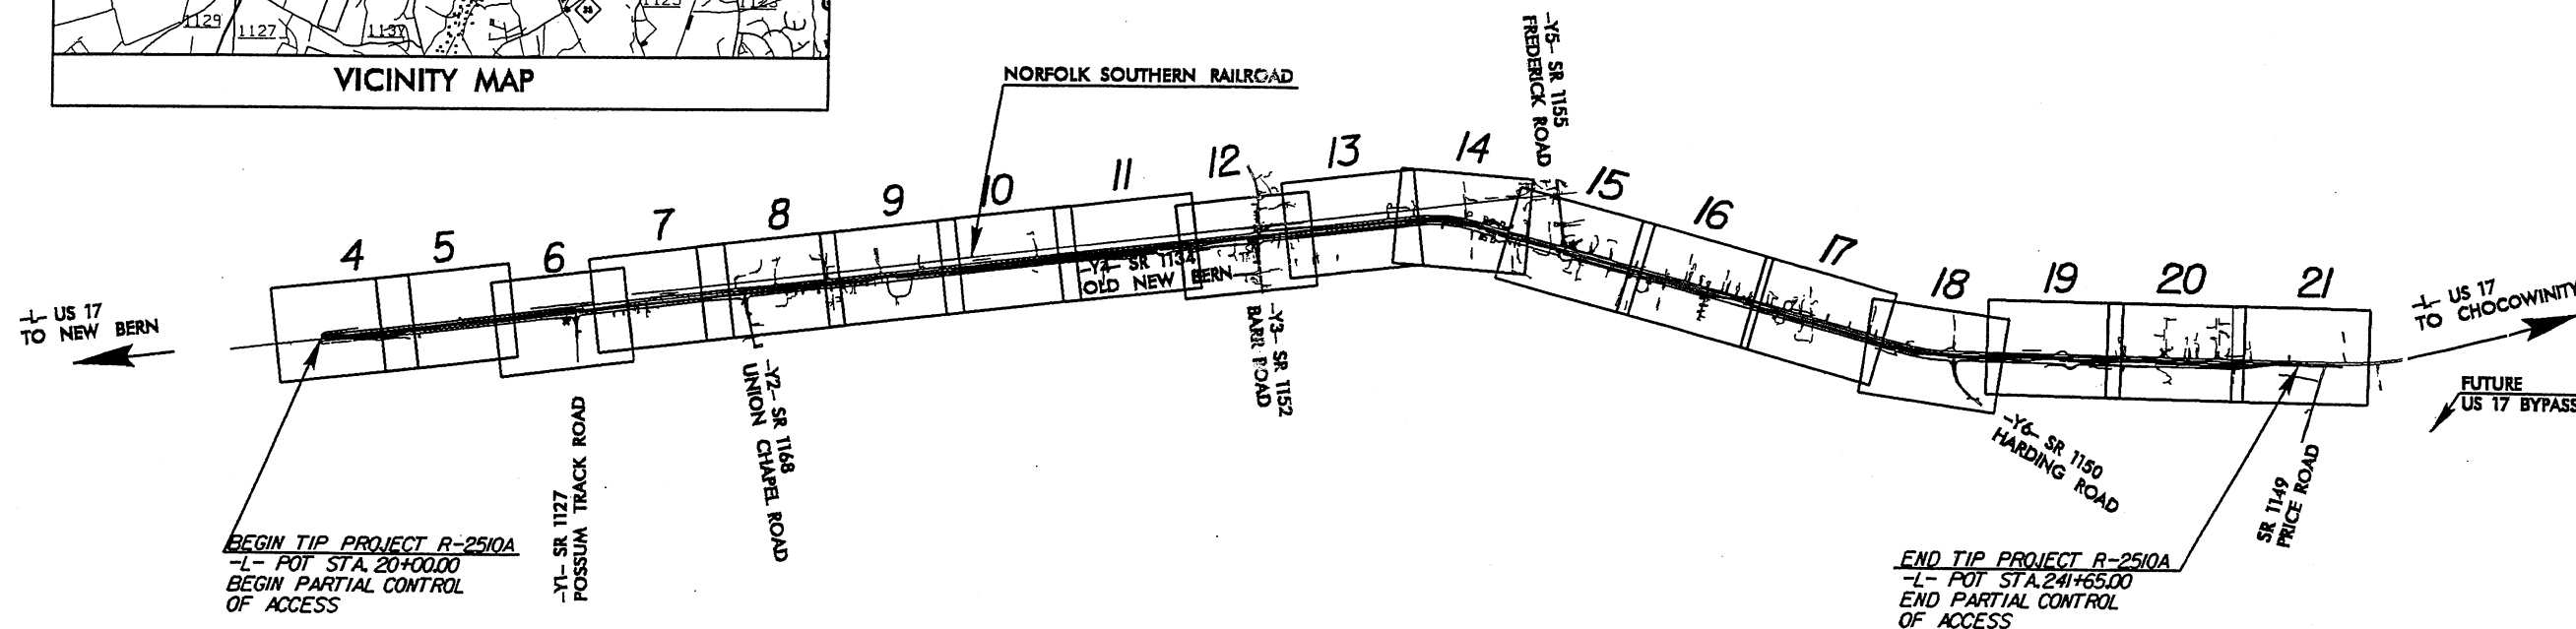 1129
1127
1137
VICINITY MAP
NORFOLK SOUTHERN RAILROAD
-Y5- SR 1155
FREDERICK ROAD
4
5
6
7
8
9
10
11
12
13
14
15
16
17
18
19
20
21
-L- US 17
TO NEW BERN
-Y4- SR 1134
OLD NEW BERN
-L- US 17
TO CHOCOWINITY
FUTURE
US 17 BYPASS
-Y1- SR 1127
POSSUM TRACK ROAD
-Y2- SR 1168
UNION CHAPEL ROAD
-Y3- SR 1152
BARR ROAD
-Y6- SR 1150
HARDING ROAD
SR 1149
PRICE ROAD
BEGIN TIP PROJECT R-2510A
-L- POT STA. 20+00.00
BEGIN PARTIAL CONTROL
OF ACCESS
END TIP PROJECT R-2510A
-L- POT STA. 241+65.00
END PARTIAL CONTROL
OF ACCESS